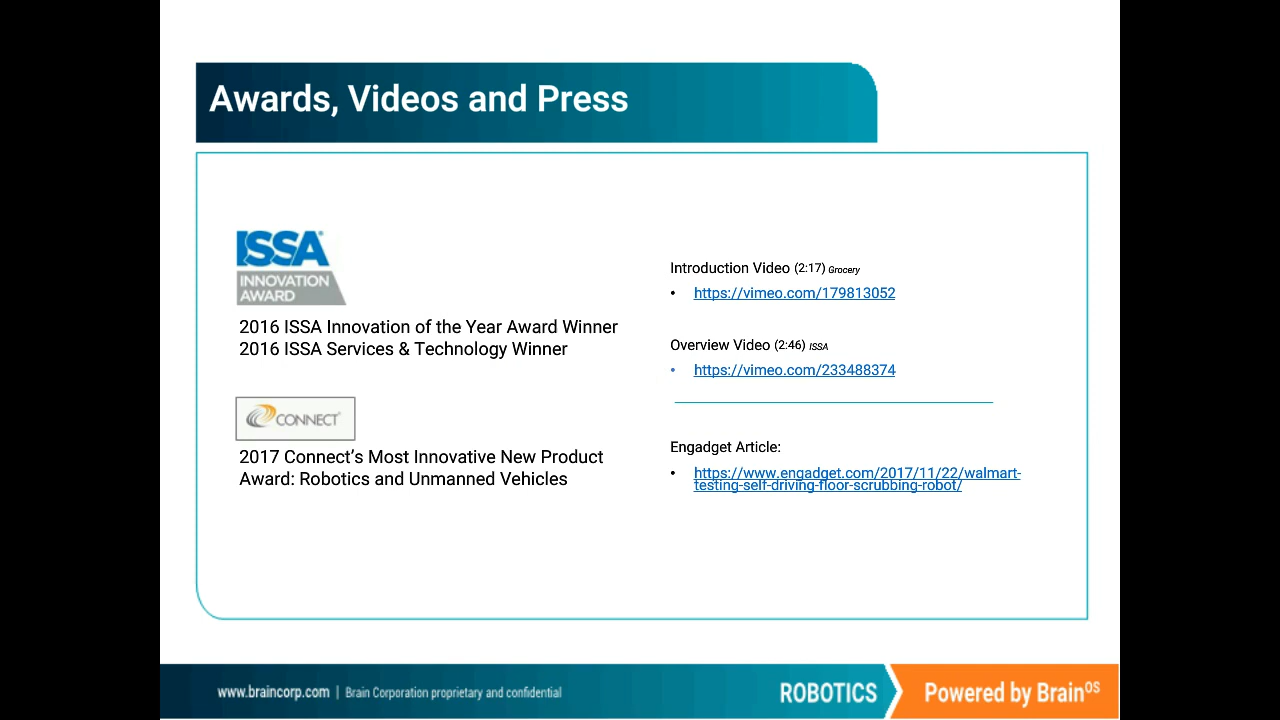 Awards, Videos and Press
ISSA®
INNOVATION
AWARD
2016 ISSA Innovation of the Year Award Winner
2016 ISSA Services & Technology Winner
CONNECT
2017 Connect's Most Innovative New Product
Award: Robotics and Unmanned Vehicles
Introduction Video (2:17) Grocery
• https://vimeo.com/179813052
Overview Video (2:46) ISSA
• https://vimeo.com/233488374
Engadget Article:
• https://www.engadget.com/2017/11/22/walmart-
testing-self-driving-floor-scrubbing-robot/
www.braincorp.com | Brain Corporation proprietary and confidential
ROBOTICS
Powered by BrainOS